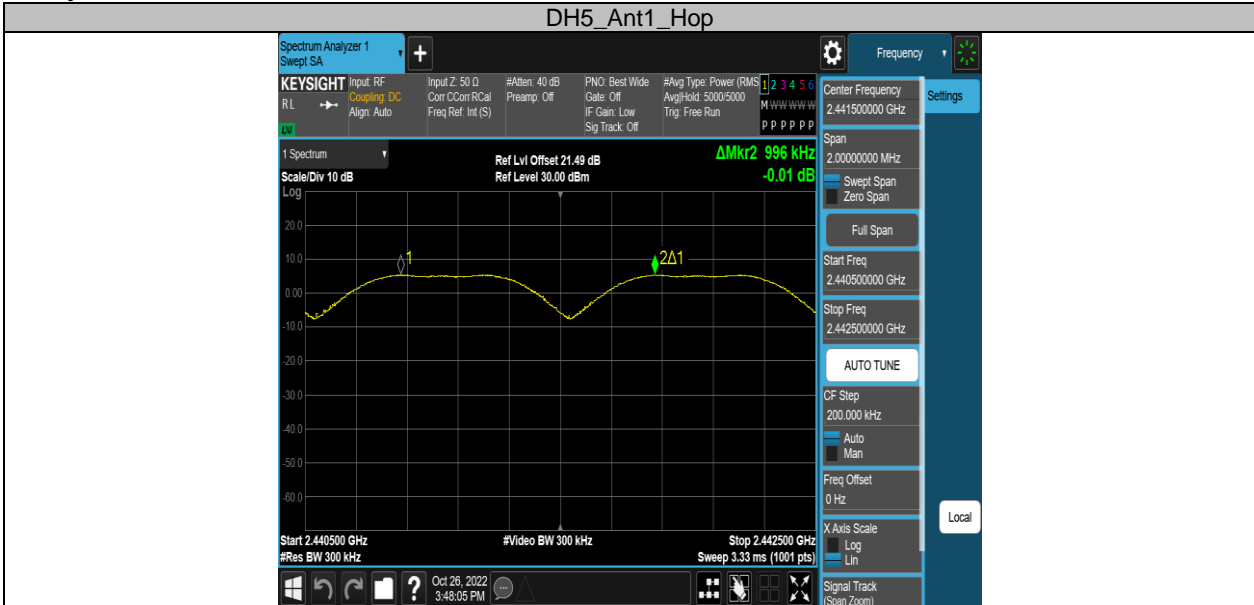 DH5_Ant1_Hop
Spectrum Analyzer 1
Swept SA
Frequency
KEYSIGHT
R L
LXI
Input: RF
Coupling: DC
Align: Auto
Input Z: 50 Ω
Corr CCorr RCal
Freq Ref: Int (S)
#Atten: 40 dB
Preamp: Off
PNO: Best Wide
Gate: Off
IF Gain: Low
Sig Track: Off
#Avg Type: Power (RMS
Avg|Hold: 5000/5000
Trig: Free Run
1 2 3 4 5 6
M W W W W W
P P P P P P
1 Spectrum
Scale/Div 10 dB
Ref Lvl Offset 21.49 dB
Ref Level 30.00 dBm
ΔMkr2 996 kHz
-0.01 dB
Log
20.0
10.0
0.00
-10.0
-20.0
-30.0
-40.0
-50.0
-60.0
1
2Δ1
Start 2.440500 GHz
#Res BW 300 kHz
#Video BW 300 kHz
Stop 2.442500 GHz
Sweep 3.33 ms (1001 pts)
Center Frequency
2.441500000 GHz
Settings
Span
2.00000000 MHz
Swept Span
Zero Span
Full Span
Start Freq
2.440500000 GHz
Stop Freq
2.442500000 GHz
AUTO TUNE
CF Step
200.000 kHz
Auto
Man
Freq Offset
0 Hz
X Axis Scale
Log
Lin
Local
Signal Track
(Span Zoom)
?
Oct 26, 2022
3:48:05 PM